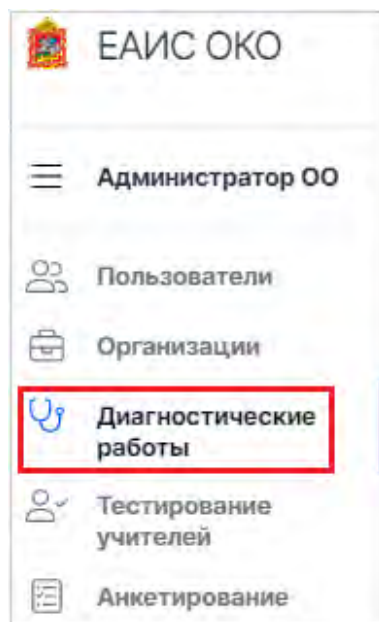 ЕАИС ОКО
Администратор ОО
Пользователи
Организации
Диагностические
работы
Тестирование
учителей
Анкетирование